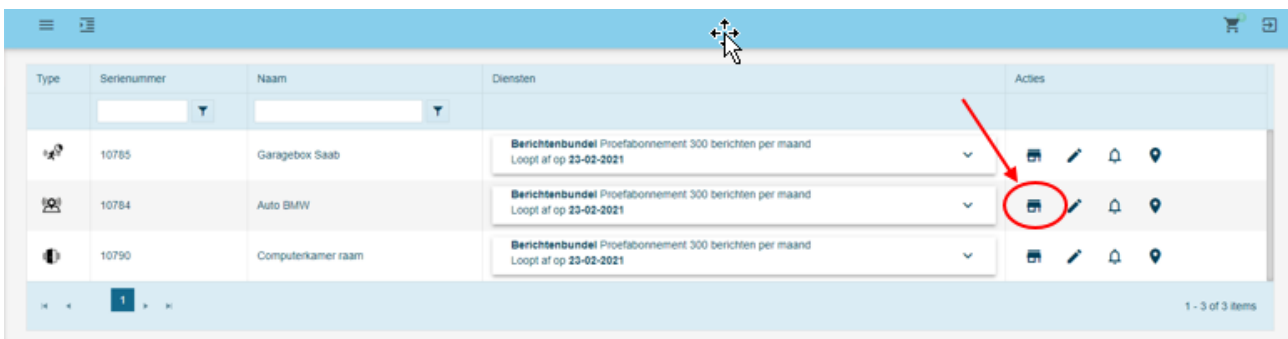 Type Serienummer Naam Diensten Acties
10785 Garagebox Saab Berichtenbundel Proefabonnement 300 berichten per maand
Loopt af op 23-02-2021
10784 Auto BMW Berichtenbundel Proefabonnement 300 berichten per maand
Loopt af op 23-02-2021
10790 Computerkamer raam Berichtenbundel Proefabonnement 300 berichten per maand
Loopt af op 23-02-2021
1 1 - 3 of 3 items